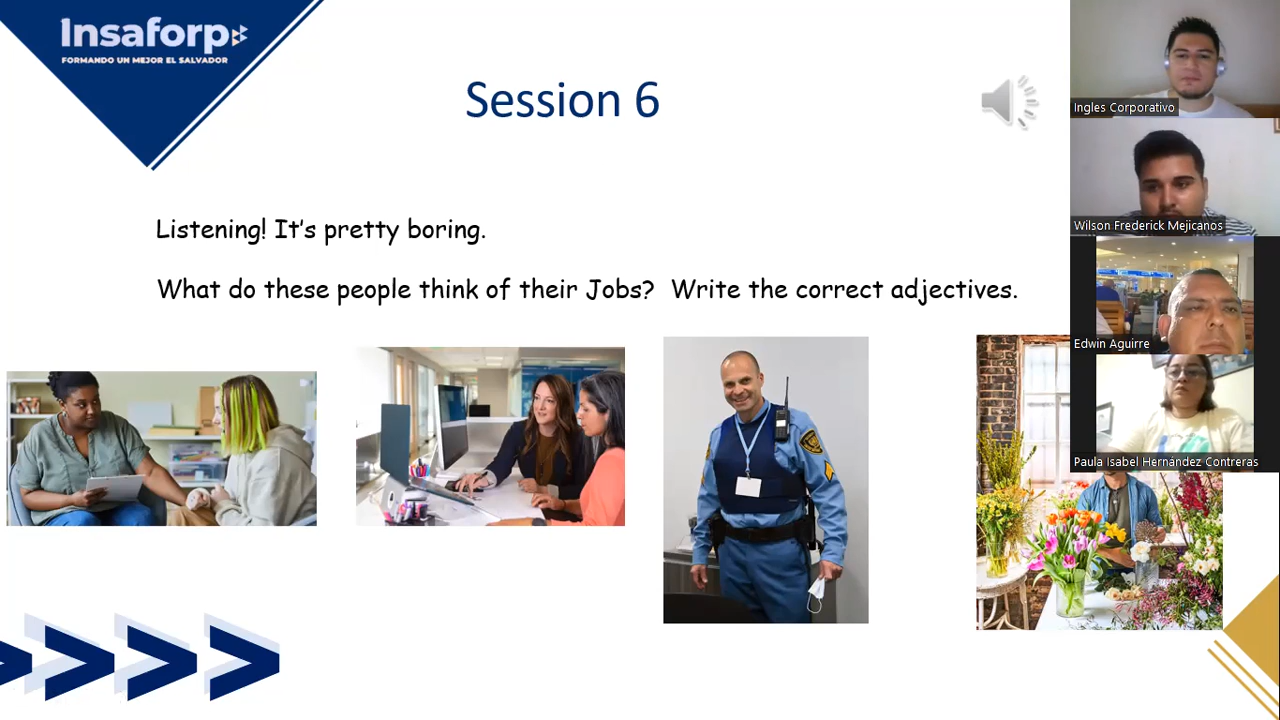 Insaforp
FORMANDO UN MEJOR EL SALVADOR
Session 6
Listening! It's pretty boring.
What do these people think of their Jobs? Write the correct adjectives.
Ingles Corporativo
Wilson Frederick Mejicanos
Edwin Aguirre
Paula Isabel Hernández Contreras